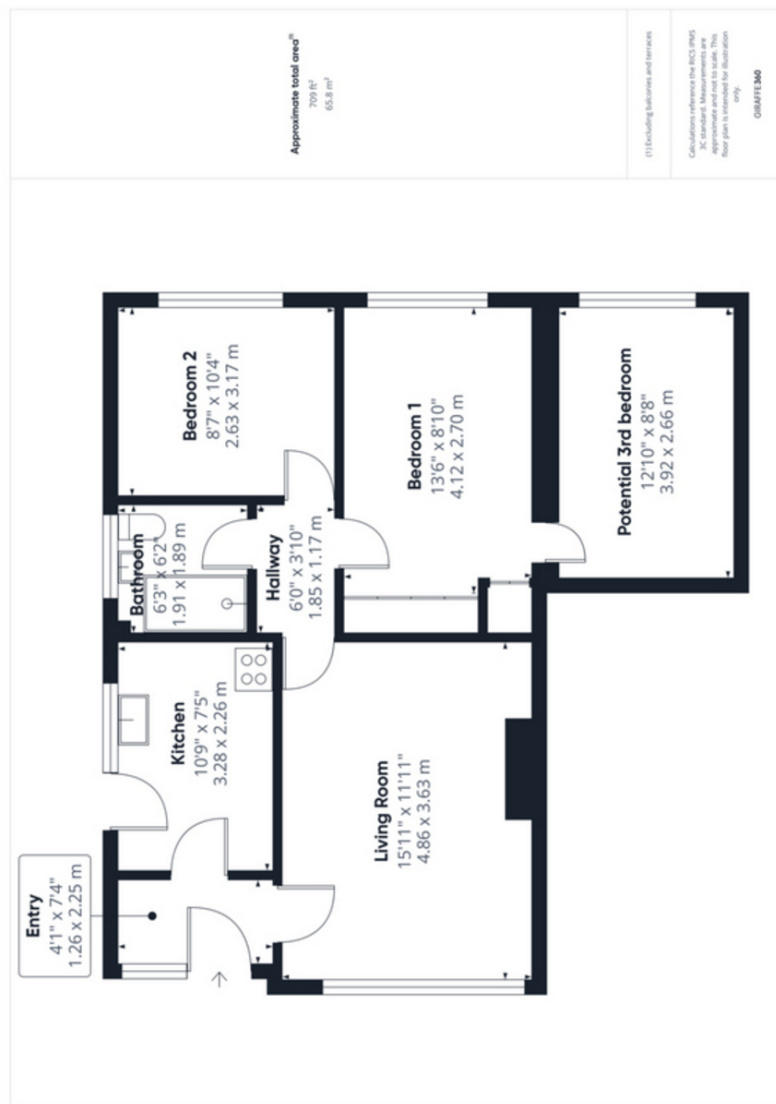 Approximate total area(1)
709 ft²
65.8 m²
(1) Excluding balconies and terraces
Calculations reference the RICS IPMS
3C standard. Measurements are
approximate and not to scale. This
floor plan is intended for illustration
only.
GIRAFFE360
Bedroom 2
8'7" x 10'4"
2.63 x 3.17 m
Bedroom 1
13'6" x 8'10"
4.12 x 2.70 m
Potential 3rd bedroom
12'10" x 8'8"
3.92 x 2.66 m
Bathroom
6'3" x 6'2"
1.91 x 1.89 m
Hallway
6'0" x 3'10"
1.85 x 1.17 m
Kitchen
10'9" x 7'5"
3.28 x 2.26 m
Living Room
15'11" x 11'11"
4.86 x 3.63 m
Entry
4'1" x 7'4"
1.26 x 2.25 m